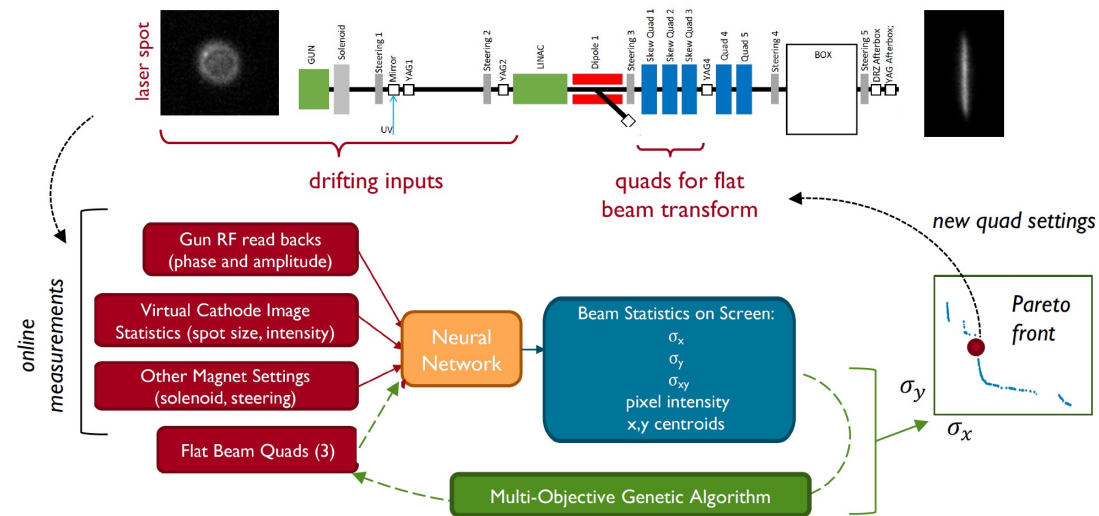 laser spot
GUN
Solenoid
Steering 1
Mirror
YAG1
UV
Steering 2
YAG2
LINAC
Dipole 1
Steering 3
Skew Quad 1
Skew Quad 2
Skew Quad 3
YAG4
Quad 4
Quad 5
Steering 4
BOX
Steering 5
DRZ Afterbox
YAG Afterbox;
drifting inputs
quads for flat
beam transform
new quad settings
online
measurements
Gun RF read backs
(phase and amplitude)
Virtual Cathode Image
Statistics (spot size, intensity)
Other Magnet Settings
(solenoid, steering)
Flat Beam Quads (3)
Neural
Network
Beam Statistics on Screen:
σx
σy
σxy
pixel intensity
x,y centroids
Multi-Objective Genetic Algorithm
Pareto
front
σy
σx